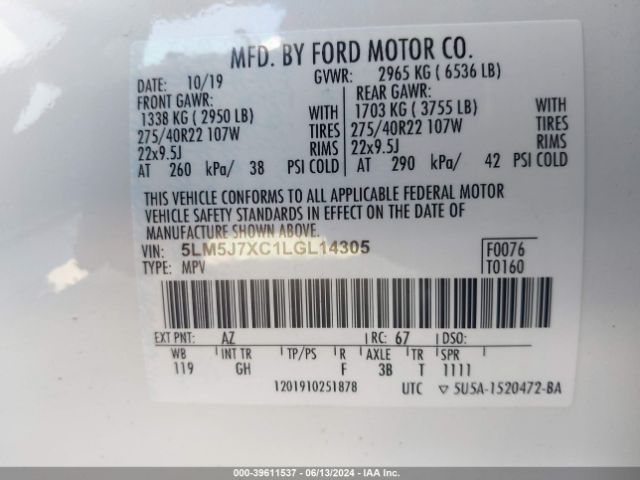 MFD. BY FORD MOTOR CO.
DATE: 10/19 GVWR: 2965 KG ( 6536 LB)
FRONT GAWR: REAR GAWR:
1338 KG ( 2950 LB) WITH 1703 KG ( 3755 LB) WITH
275/40R22 107W TIRES 275/40R22 107W TIRES
22x9.5J RIMS 22x9.5J RIMS
AT 260 kPa/ 38 PSI COLD AT 290 kPa/ 42 PSI COLD
THIS VEHICLE CONFORMS TO ALL APPLICABLE FEDERAL MOTOR
VEHICLE SAFETY STANDARDS IN EFFECT ON THE DATE OF
MANUFACTURE SHOWN ABOVE.
VIN: 5LM5J7XC1LGL14305 F0076
TYPE: MPV T0160
EXT PNT: AZ RC: 67 DSO:
WB INT TR TP/PS R AXLE TR SPR
119 GH F 3B T 1111
1201910251878 UTC ▽ 5U5A-1520472-BA
000-39611537 - 06/13/2024 - IAAI.COM